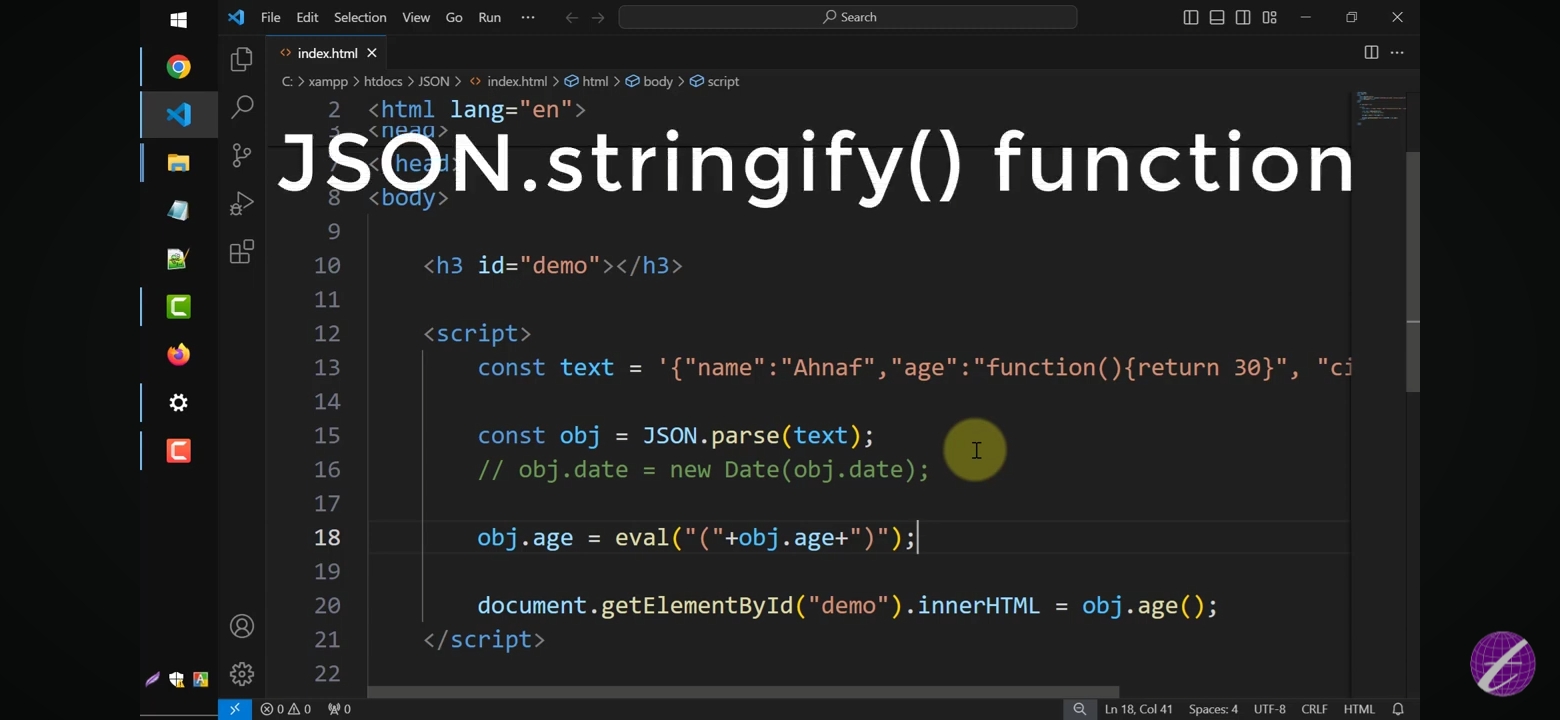 File Edit Selection View Go Run ··· Search
index.html
C: > xampp > htdocs > JSON > index.html > html > body > script
2 <html lang="en">
3 <head>
JSON.stringify() function
7 <head>
8 <body>
9
10 <h3 id="demo"></h3>
11
12 <script>
13 const text = '{"name":"Ahnaf","age":"function(){return 30}", "ci
14
15 const obj = JSON.parse(text);
16 // obj.date = new Date(obj.date);
17
18 obj.age = eval("("+obj.age+")");
19
20 document.getElementById("demo").innerHTML = obj.age();
21 </script>
22
0 0 0 Ln 18, Col 41 Spaces: 4 UTF-8 CRLF HTML